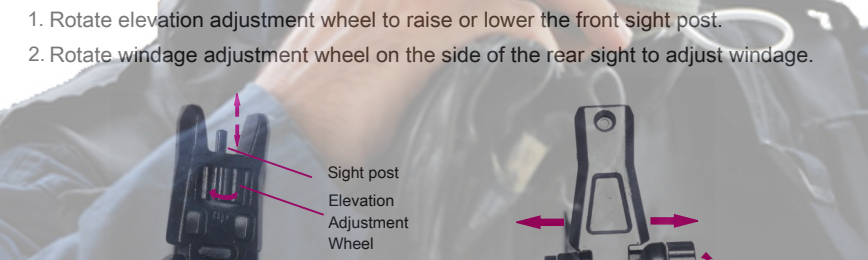 1. Rotate elevation adjustment wheel to raise or lower the front sight post.
2. Rotate windage adjustment wheel on the side of the rear sight to adjust windage.
Sight post
Elevation
Adjustment
Wheel